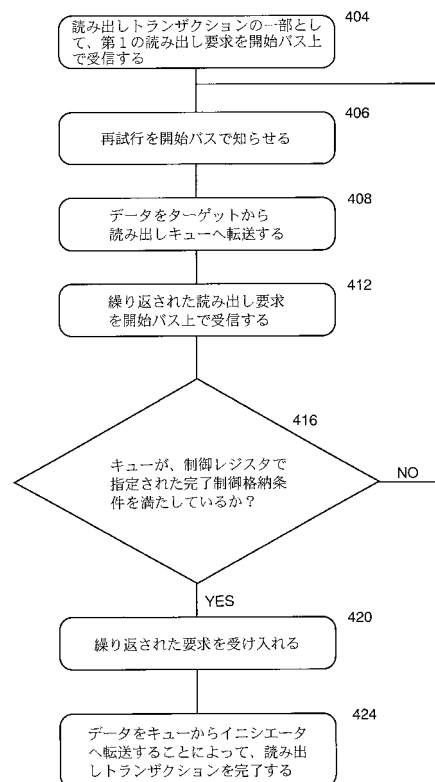 404
読み出しトランザクションの一部とし
て、第1の読み出し要求を開始バス上
で受信する
406
再試行を開始バスで知らせる
408
データをターゲットから
読み出しキューへ転送する
412
繰り返された読み出し要求
を開始バス上で受信する
416
キューが、制御レジスタで
指定された完了制御格納条
件を満たしているか？
NO
YES
420
繰り返された要求を受け入れる
424
データをキューからイニシエータ
へ転送することによって、読み出
しトランザクションを完了する